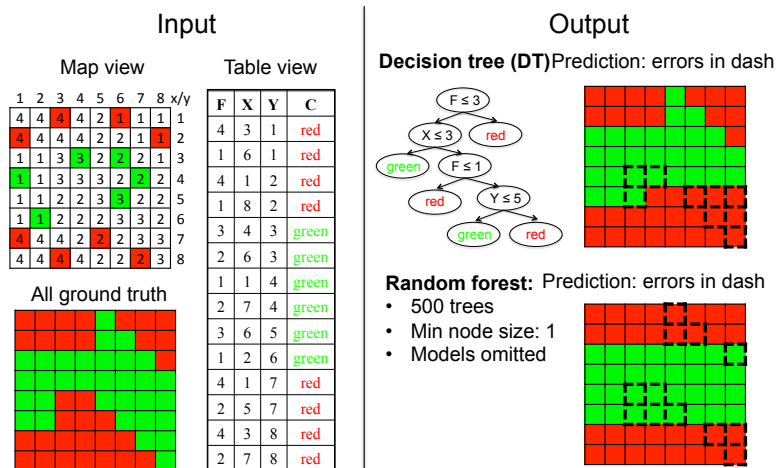 Input
Map view
1 2 3 4 5 6 7 8 x/y
4 4 4 4 2 1 1 1 1
4 4 4 4 2 2 1 1 2
1 1 3 3 2 2 2 1 3
1 1 3 3 3 2 2 2 4
1 1 2 2 3 3 2 2 5
1 1 2 2 2 3 3 2 6
4 4 4 2 2 2 3 3 7
4 4 4 4 2 2 2 3 8
All ground truth
Table view
F X Y C
4 3 1 red
1 6 1 red
4 1 2 red
1 8 2 red
3 4 3 green
2 6 3 green
1 1 4 green
2 7 4 green
3 6 5 green
1 2 6 green
4 1 7 red
2 5 7 red
4 3 8 red
2 7 8 red
Output
Decision tree (DT) Prediction: errors in dash
F ≤ 3
X ≤ 3 red
green F ≤ 1
red Y ≤ 5
green red
Random forest: Prediction: errors in dash
• 500 trees
• Min node size: 1
• Models omitted